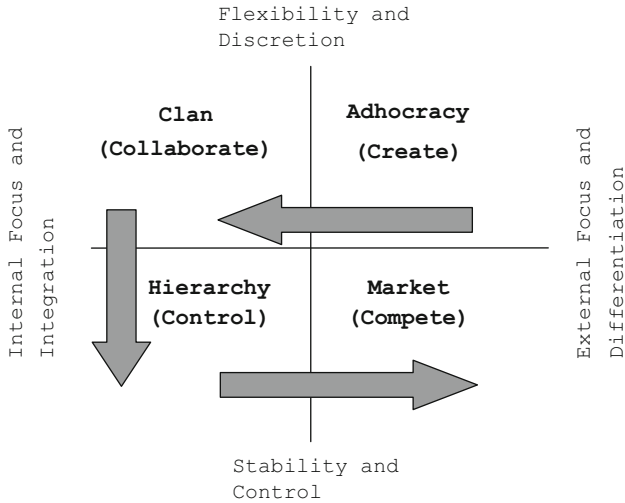 Flexibility and
Discretion
Clan
(Collaborate)
Adhocracy
(Create)
Internal Focus and
Integration
External Focus and
Differentiation
Hierarchy
(Control)
Market
(Compete)
Stability and
Control